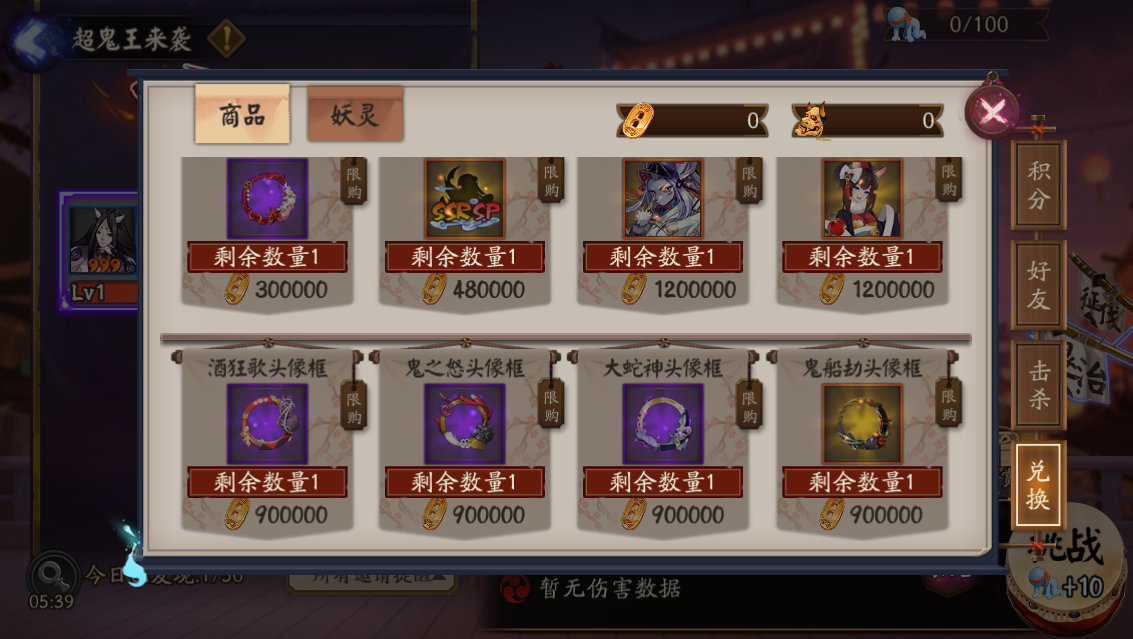 超鬼王来袭
0/100
商品
妖灵
0
0
限购
限购
限购
限购
SSR SP
剩余数量1
剩余数量1
剩余数量1
剩余数量1
300000
480000
1200000
1200000
酒狂歌头像框
鬼之怒头像框
大蛇神头像框
鬼船劫头像框
限购
限购
限购
限购
剩余数量1
剩余数量1
剩余数量1
剩余数量1
900000
900000
900000
900000
积分
好友
击杀
兑换
999
Lv1
征伐
挑战
+10
05:39
暂无伤害数据